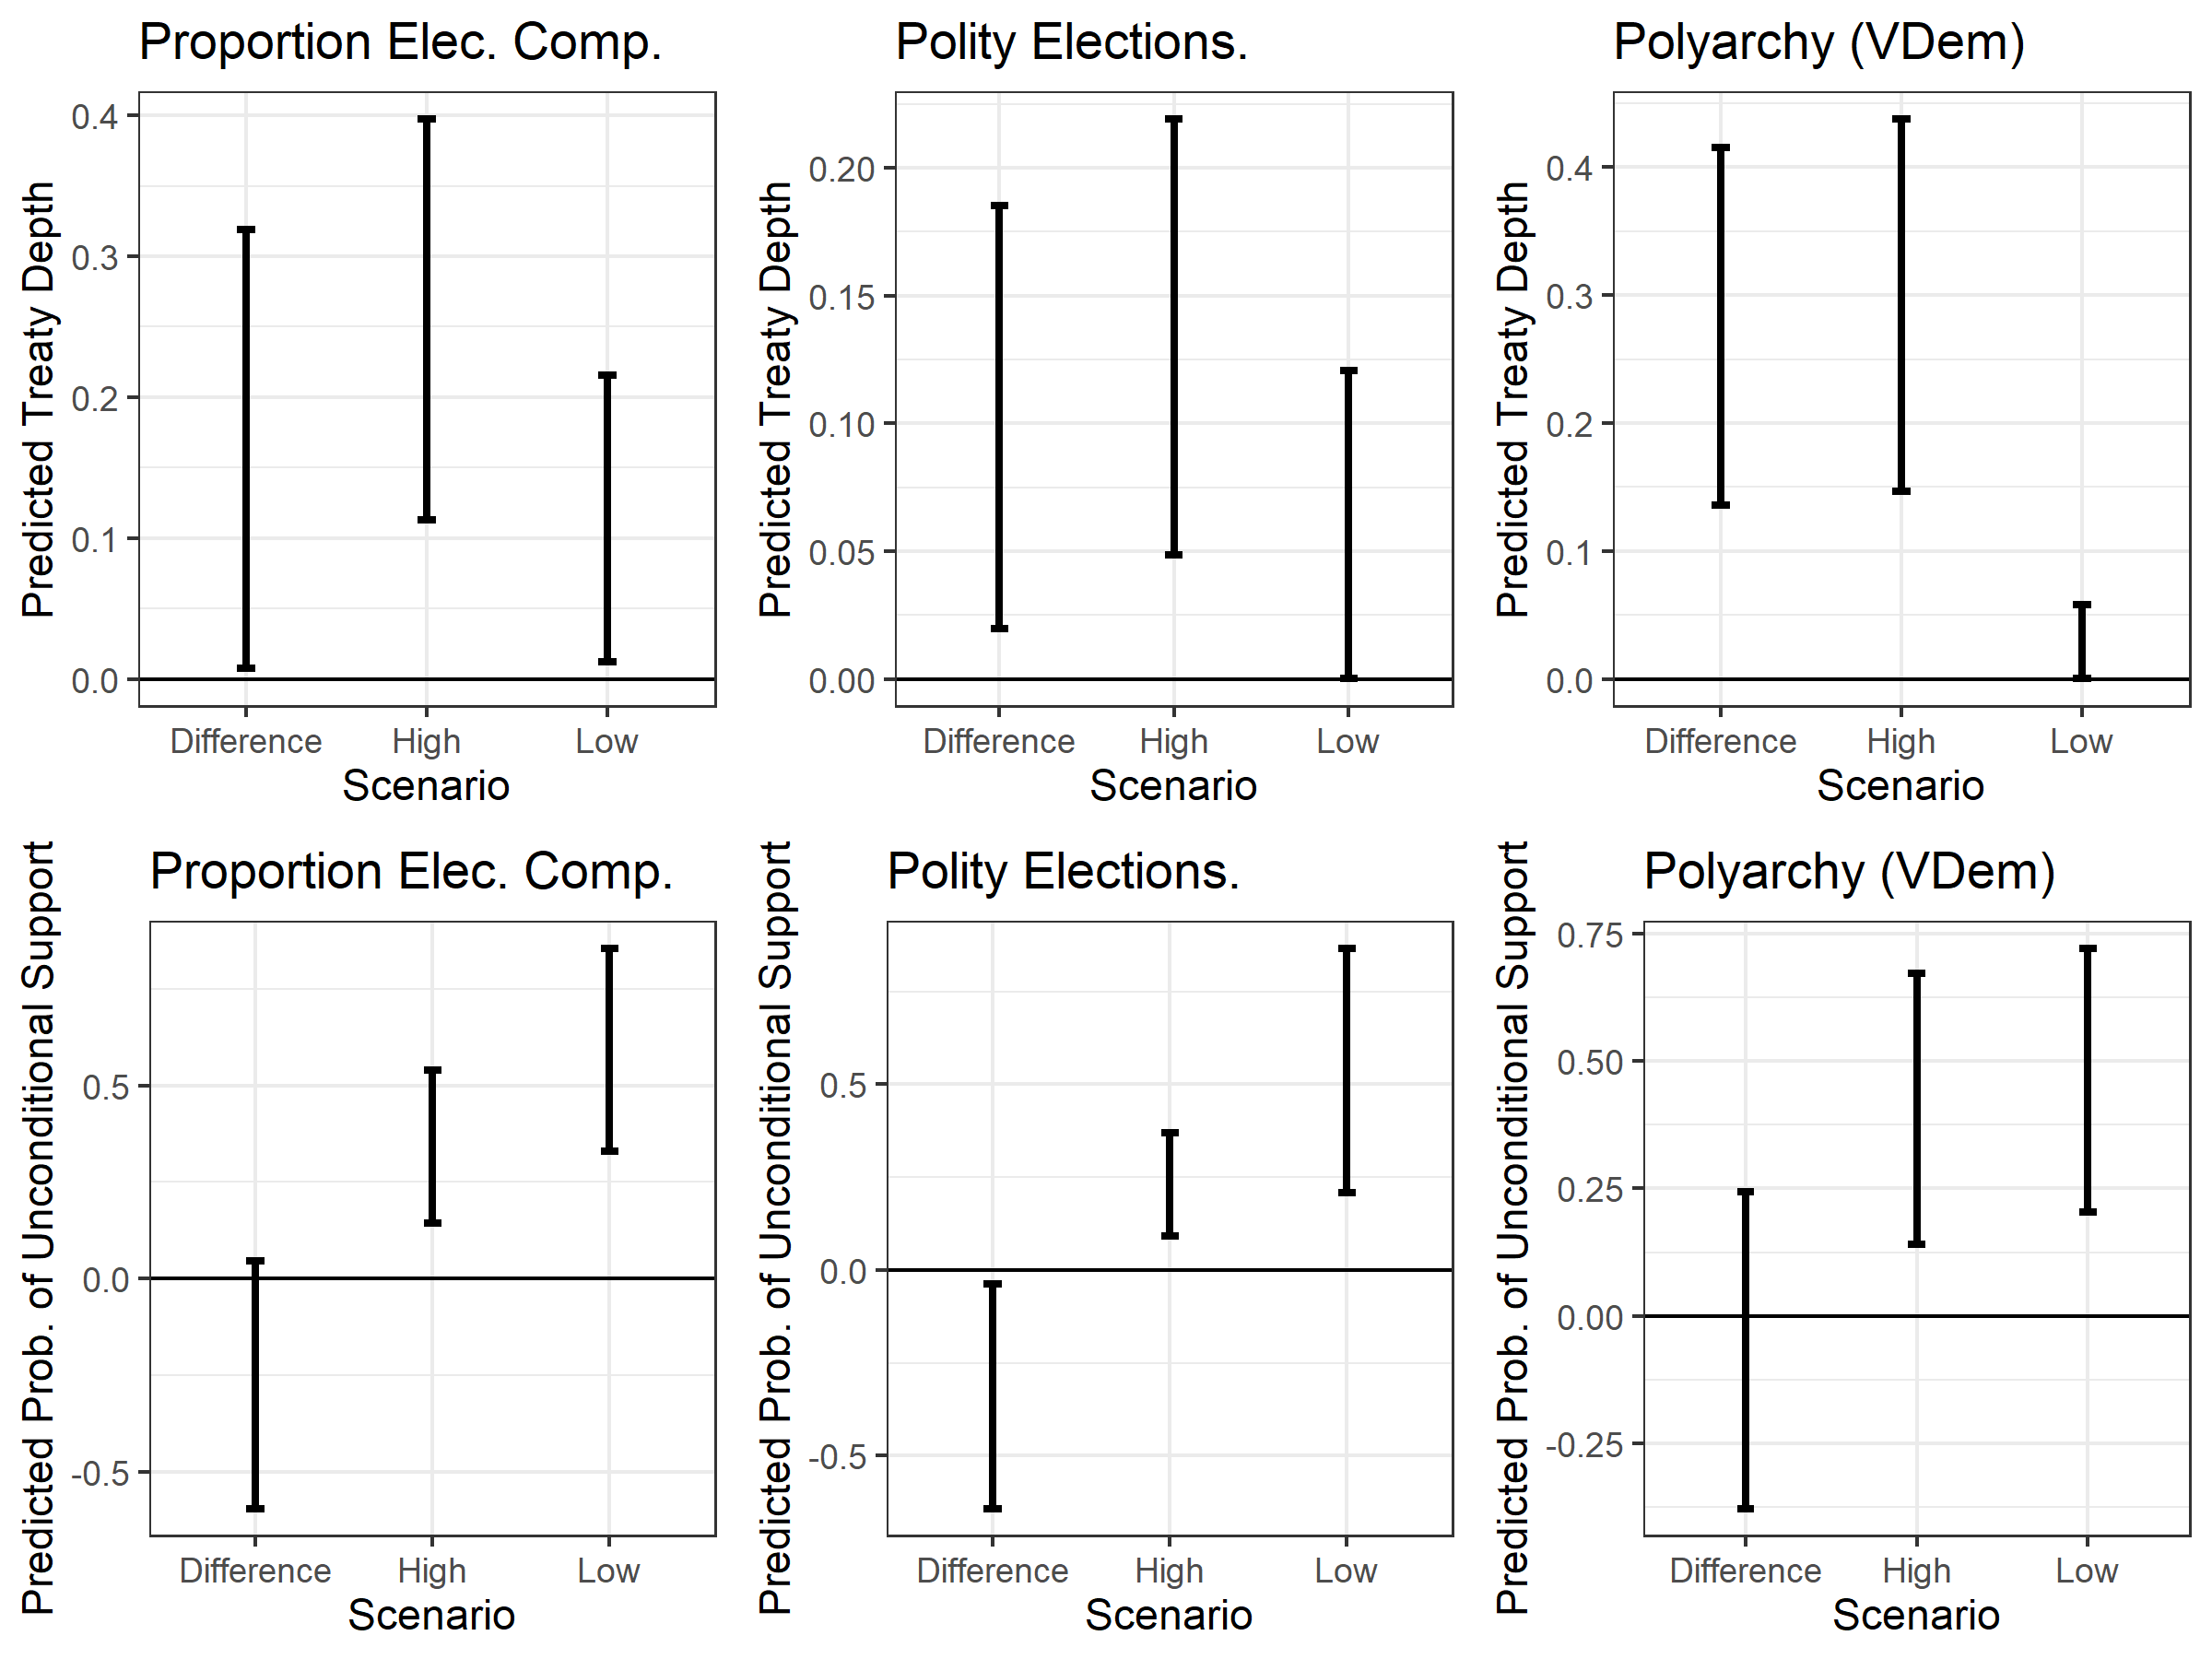 Proportion Elec. Comp.
Predicted Treaty Depth
0.4
0.3
0.2
0.1
0.0
Difference High Low
Scenario
Polity Elections.
Predicted Treaty Depth
0.20
0.15
0.10
0.05
0.00
Difference High Low
Scenario
Polyarchy (VDem)
Predicted Treaty Depth
0.4
0.3
0.2
0.1
0.0
Difference High Low
Scenario
Proportion Elec. Comp.
Predicted Prob. of Unconditional Support
0.5
0.0
-0.5
Difference High Low
Scenario
Polity Elections.
Predicted Prob. of Unconditional Support
0.5
0.0
-0.5
Difference High Low
Scenario
Polyarchy (VDem)
Predicted Prob. of Unconditional Support
0.75
0.50
0.25
0.00
-0.25
Difference High Low
Scenario